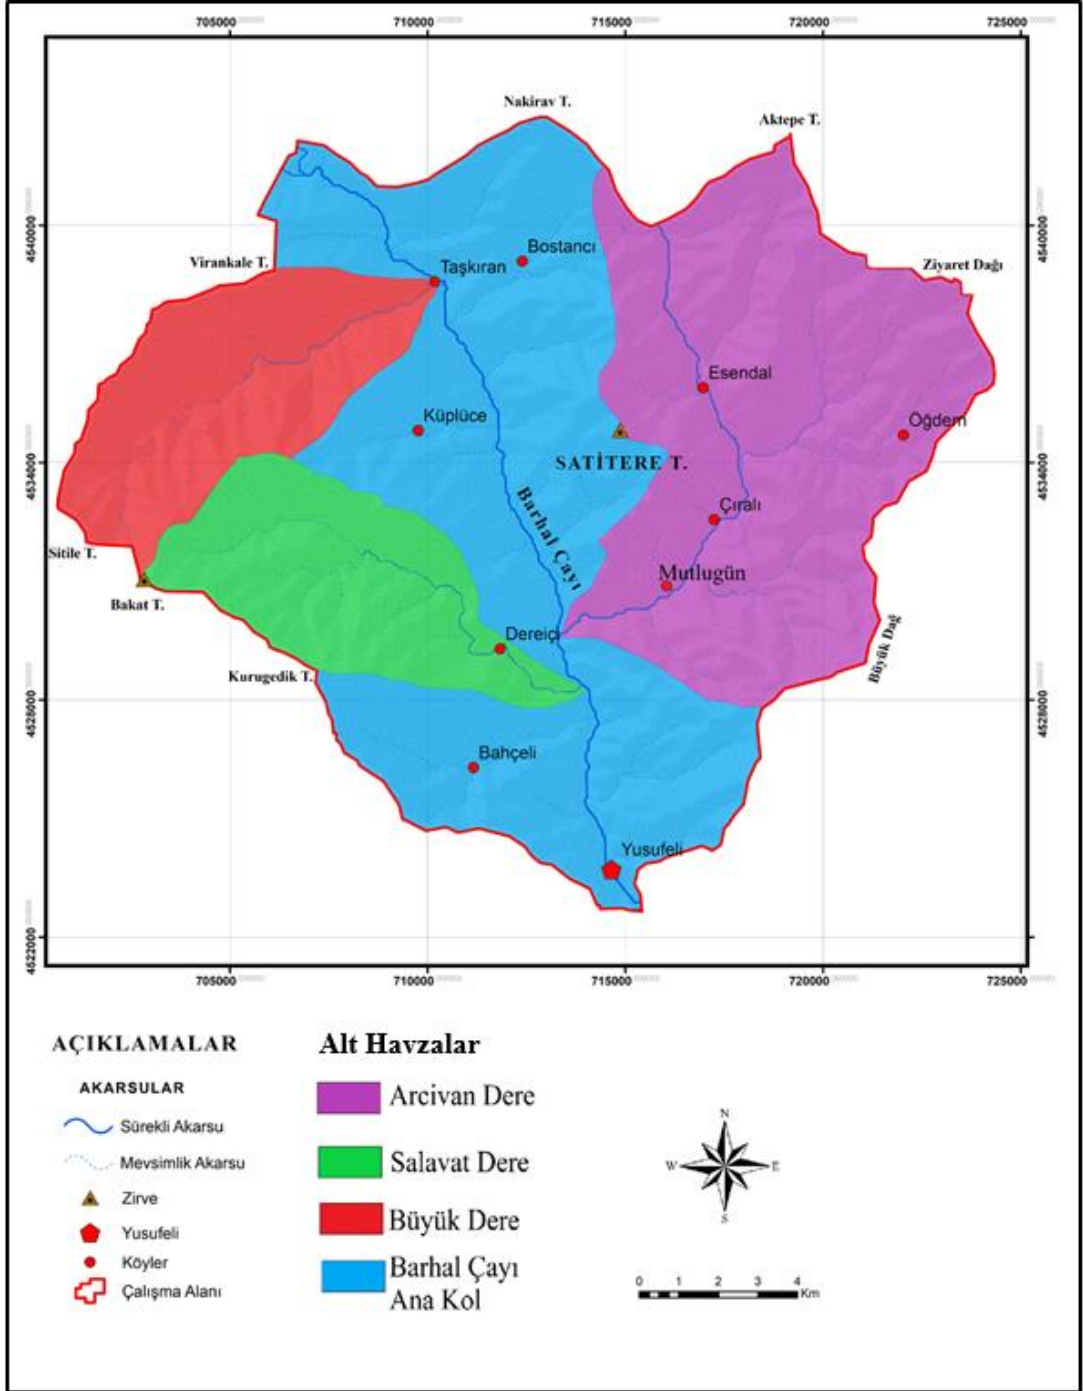 705000 710000 715000 720000 725000
Nakirav T.
Aktepe T.
4540000
4540000
Bostancı
Virankale T.
Taşkıran
Ziyaret Dağı
Esendal
Küplüce
Öğdem
4534000
SATİTERE T.
4534000
Barhal Çayı
Çıralı
Sitile T.
Mutlugün
Bakat T.
Dereiçi
Büyük Dağ
Kurugedik T.
4528000
4528000
Bahçeli
Yusufeli
4522000
705000 710000 715000 720000 725000
AÇIKLAMALAR
AKARSULAR
Sürekli Akarsu
Mevsimlik Akarsu
Zirve
Yusufeli
Köyler
Çalışma Alanı
Alt Havzalar
Arcivan Dere
Salavat Dere
Büyük Dere
Barhal Çayı
Ana Kol
N
W E
S
0 1 2 3 4
Km